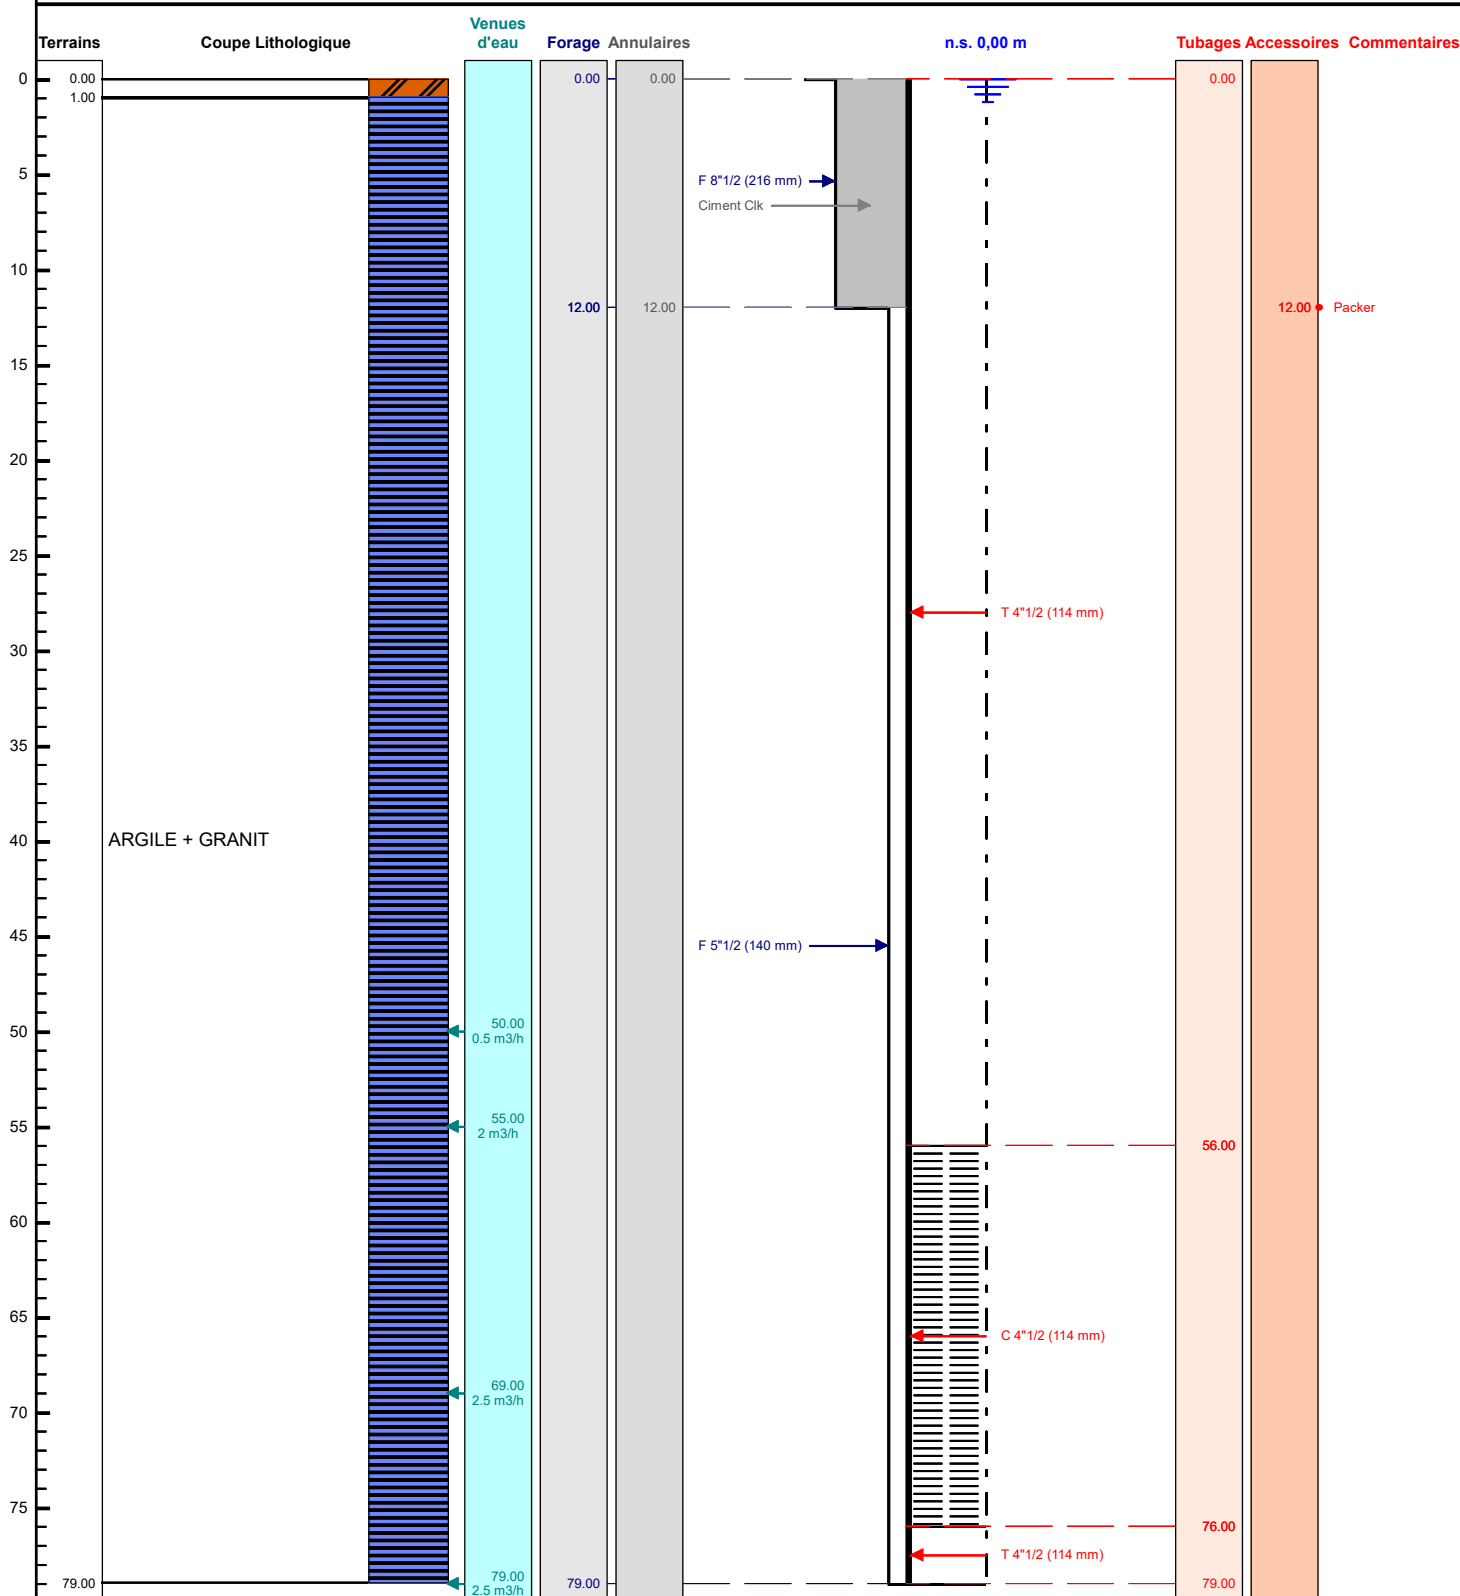 Terrains
Coupe Lithologique
Venues
d'eau
Forage
Annulaires
n.s. 0,00 m
Tubages
Accessoires
Commentaires
0
0.00
0.00
0.00
0.00
1.00
5
F 8"1/2 (216 mm)
Ciment Clk
10
12.00
12.00
12.00
Packer
15
20
25
T 4"1/2 (114 mm)
30
35
40
ARGILE + GRANIT
45
F 5"1/2 (140 mm)
50
50.00
0.5 m3/h
55
55.00
2 m3/h
56.00
60
65
C 4"1/2 (114 mm)
69.00
2.5 m3/h
70
75
76.00
T 4"1/2 (114 mm)
79.00
79.00
2.5 m3/h
79.00
79.00